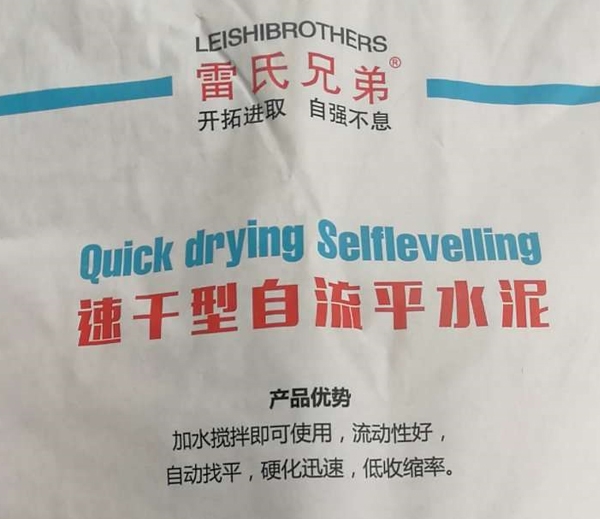 LEISHIBROTHERS
雷氏兄弟®
开拓进取 自强不息
Quick drying Selflevelling
速干型自流平水泥
产品优势
加水搅拌即可使用，流动性好，
自动找平，硬化迅速，低收缩率。